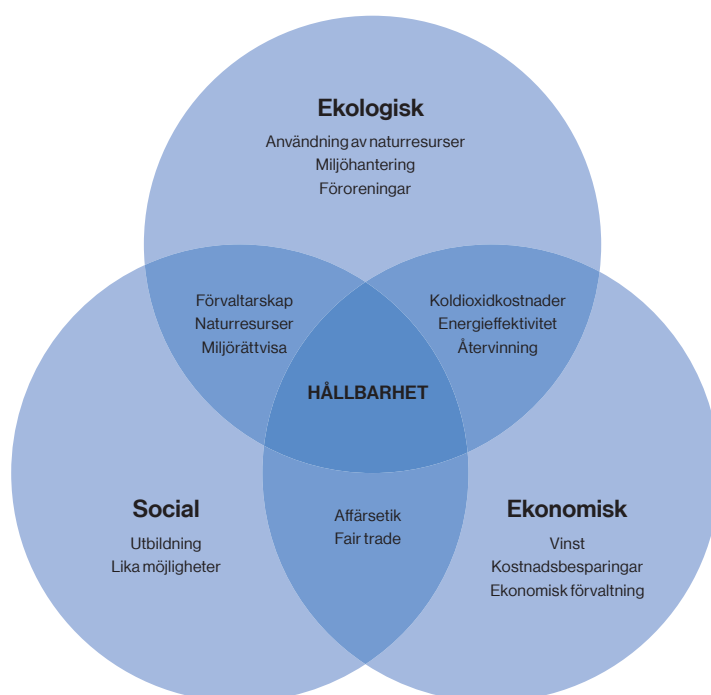 Ekologisk
Användning av naturresurser
Miljöhantering
Föroreningar
Förvaltarskap
Naturresurser
Miljörättvisa
Koldioxidkostnader
Energieffektivitet
Återvinning
HÅLLBARHET
Social
Utbildning
Lika möjligheter
Affärsetik
Fair trade
Ekonomisk
Vinst
Kostnadsbesparingar
Ekonomisk förvaltning